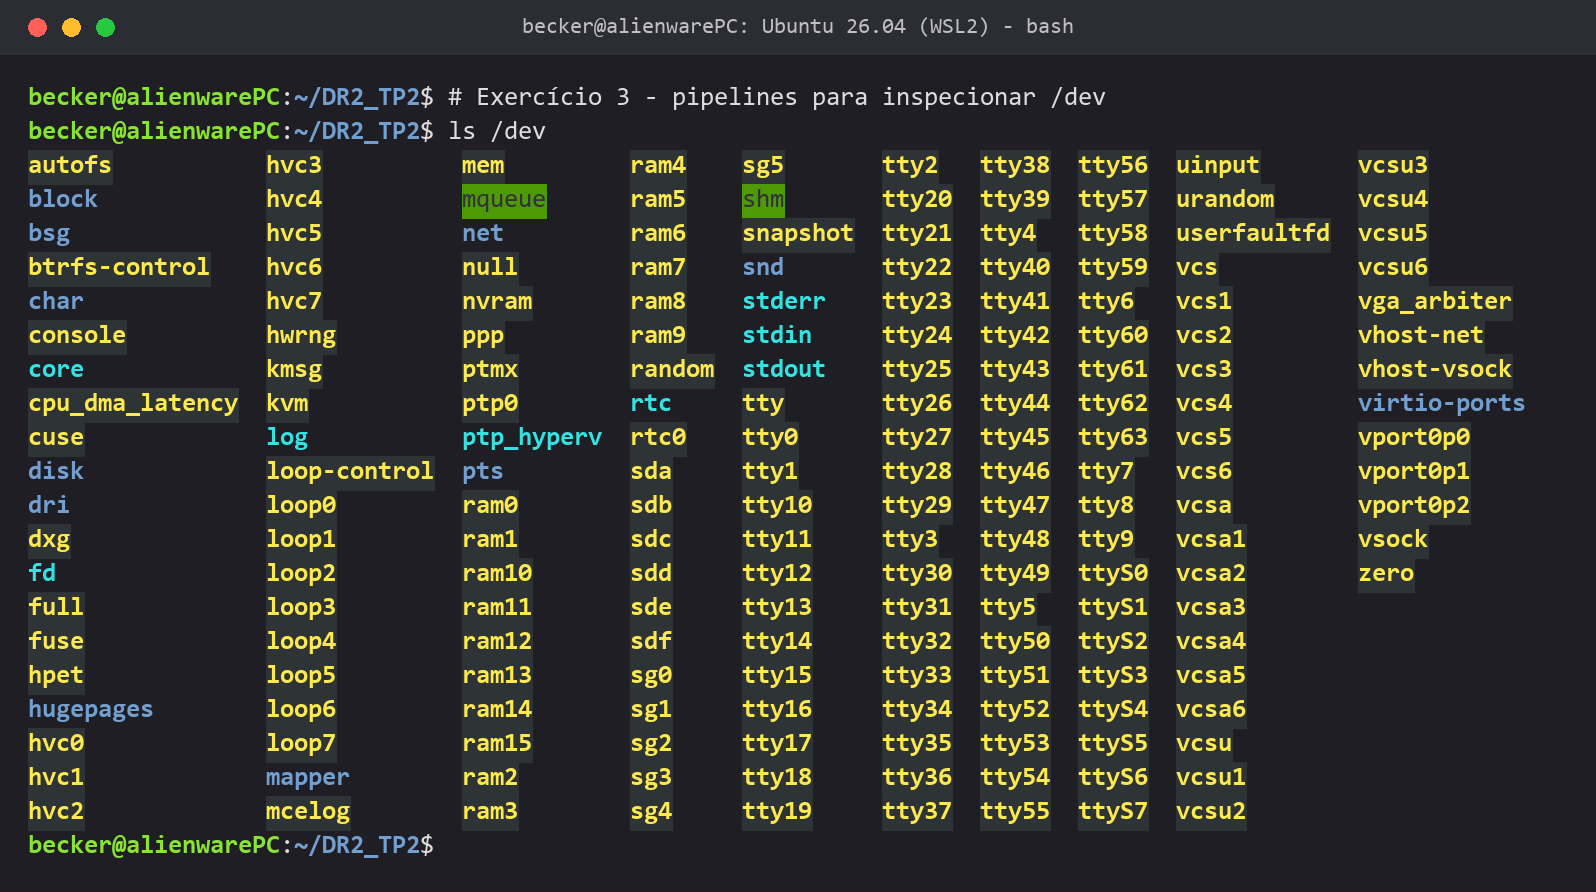 becker@alienwarePC: Ubuntu 26.04 (WSL2) - bash
becker@alienwarePC:~/DR2_TP2$ # Exercício 3 - pipelines para inspecionar /dev
becker@alienwarePC:~/DR2_TP2$ ls /dev
autofs hvc3 mem ram4 sg5 tty2 tty38 tty56 uinput vcsu3
block hvc4 mqueue ram5 shm tty20 tty39 tty57 urandom vcsu4
bsg hvc5 net ram6 snapshot tty21 tty4 tty58 userfaultfd vcsu5
btrfs-control hvc6 null ram7 snd tty22 tty40 tty59 vcs vcsu6
char hvc7 nvram ram8 stderr tty23 tty41 tty6 vcs1 vga_arbiter
console hwrng ppp ram9 stdin tty24 tty42 tty60 vcs2 vhost-net
core kmsg ptmx random stdout tty25 tty43 tty61 vcs3 vhost-vsock
cpu_dma_latency kvm ptp0 rtc tty tty26 tty44 tty62 vcs4 virtio-ports
cuse log ptp_hyperv rtc0 tty0 tty27 tty45 tty63 vcs5 vport0p0
disk loop-control pts sda tty1 tty28 tty46 tty7 vcs6 vport0p1
dri loop0 ram0 sdb tty10 tty29 tty47 tty8 vcsa vport0p2
dxg loop1 ram1 sdc tty11 tty3 tty48 tty9 vcsa1 vsock
fd loop2 ram10 sdd tty12 tty30 tty49 ttyS0 vcsa2 zero
full loop3 ram11 sde tty13 tty31 tty5 ttyS1 vcsa3
fuse loop4 ram12 sdf tty14 tty32 tty50 ttyS2 vcsa4
hpet loop5 ram13 sg0 tty15 tty33 tty51 ttyS3 vcsa5
hugepages loop6 ram14 sg1 tty16 tty34 tty52 ttyS4 vcsa6
hvc0 loop7 ram15 sg2 tty17 tty35 tty53 ttyS5 vcsu
hvc1 mapper ram2 sg3 tty18 tty36 tty54 ttyS6 vcsu1
hvc2 mcelog ram3 sg4 tty19 tty37 tty55 ttyS7 vcsu2
becker@alienwarePC:~/DR2_TP2$